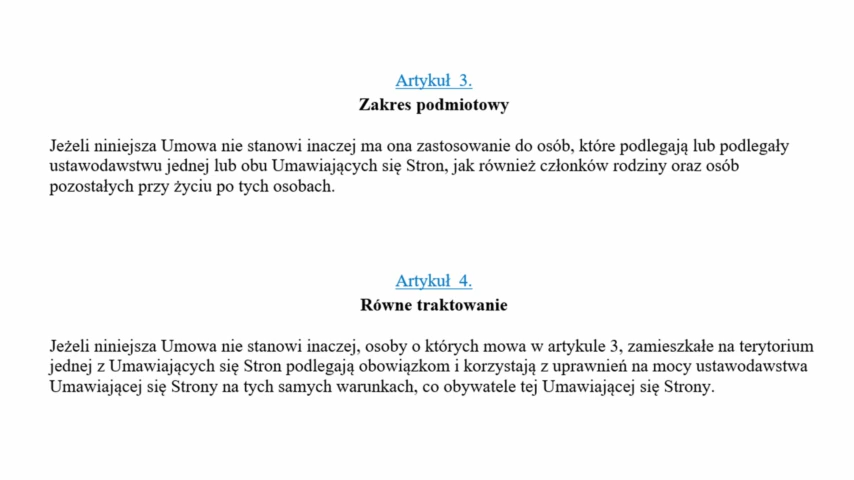 Artykuł 3.
Zakres podmiotowy
Jeżeli niniejsza Umowa nie stanowi inaczej ma ona zastosowanie do osób, które podlegają lub podlegały
ustawodawstwu jednej lub obu Umawiających się Stron, jak również członków rodziny oraz osób
pozostałych przy życiu po tych osobach.
Artykuł 4.
Równe traktowanie
Jeżeli niniejsza Umowa nie stanowi inaczej, osoby o których mowa w artykule 3, zamieszkałe na terytorium
jednej z Umawiających się Stron podlegają obowiązkom i korzystają z uprawnień na mocy ustawodawstwa
Umawiającej się Strony na tych samych warunkach, co obywatele tej Umawiającej się Strony.